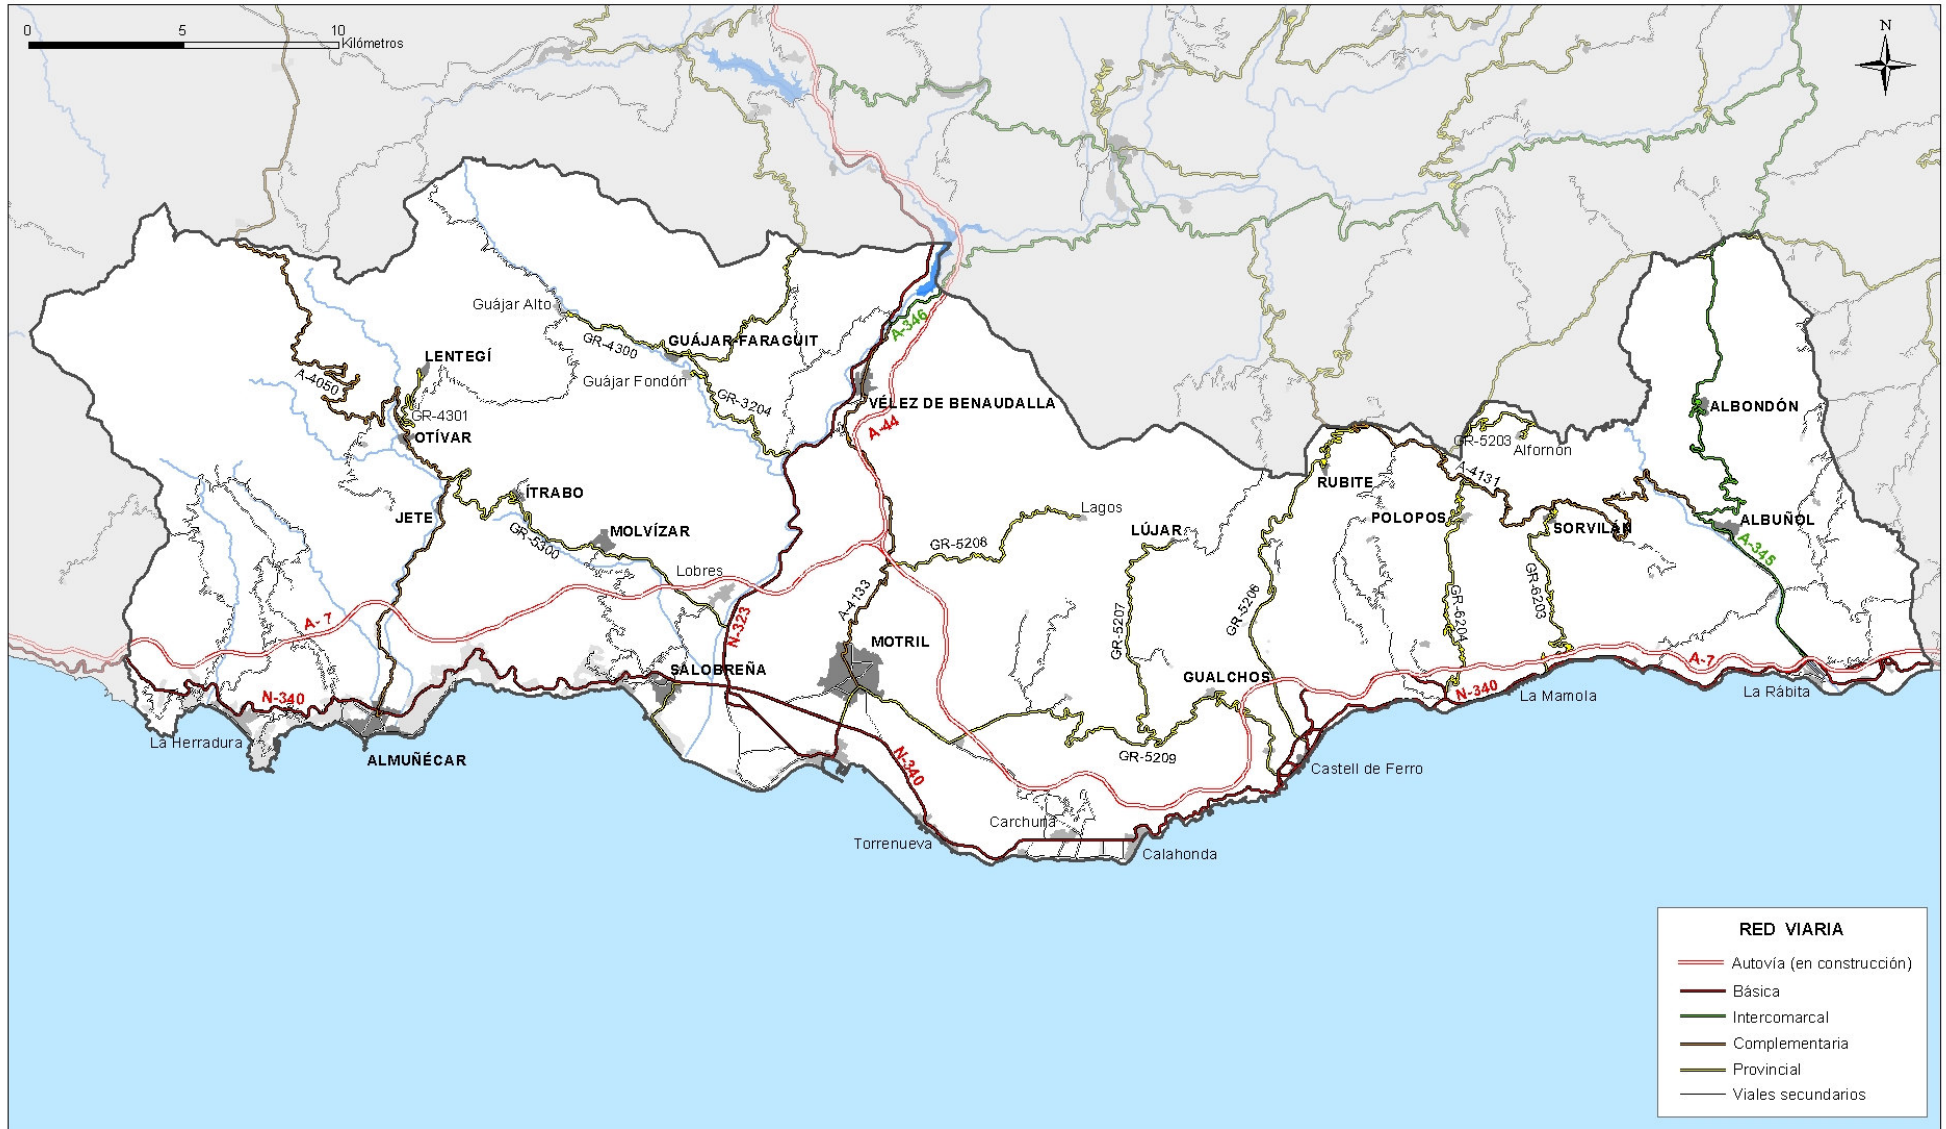 0 5 10
Kilómetros
N
Guájar Alto
GR-4300
GUÁJAR-FARAGUIT
A-346
LENTEGÍ
A-4050
Guájar Fondón
GR-3204
VÉLEZ DE BENAUDALLA
GR-4301
OTÍVAR
A-44
ALBONDÓN
GR-5203
Alfornón
A-4131
RUBITE
ÍTRABO
JETE
GR-5300
MOLVÍZAR
Lagos
LÚJAR
GR-5208
POLOPOS
SORVILÁN
ALBUÑOL
A-345
Lobres
A-4133
GR-5207
GR-5206
GR-6204
GR-6203
A-7
N-323
MOTRIL
SALOBREÑA
GUALCHOS
A-7
N-340
N-340
La Mamola
La Rábita
La Herradura
ALMUÑÉCAR
N-340
GR-5209
Castell de Ferro
Carchuna
Torrenueva
Calahonda
RED VIARIA
Autovía (en construcción)
Básica
Intercomarcal
Complementaria
Provincial
Viales secundarios